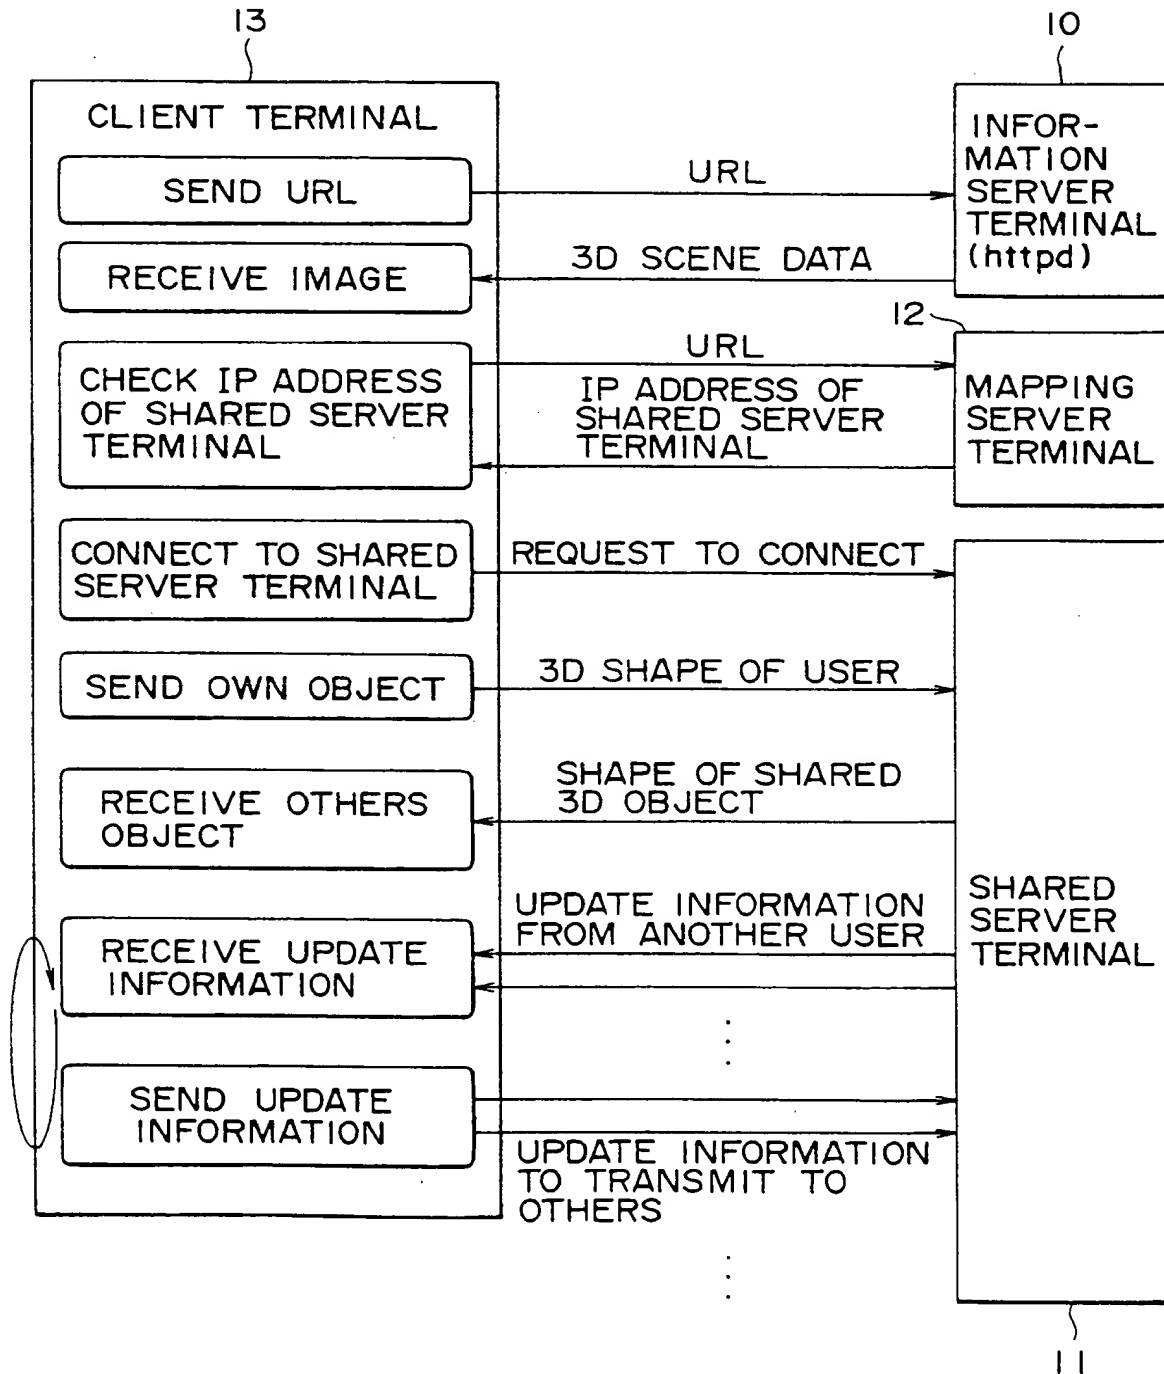 13
10
CLIENT TERMINAL
SEND URL
URL
INFOR-
MATION
SERVER
TERMINAL
(httpd)
RECEIVE IMAGE
3D SCENE DATA
12
CHECK IP ADDRESS
OF SHARED SERVER
TERMINAL
URL
IP ADDRESS OF
SHARED SERVER
TERMINAL
MAPPING
SERVER
TERMINAL
CONNECT TO SHARED
SERVER TERMINAL
REQUEST TO CONNECT
SEND OWN OBJECT
3D SHAPE OF USER
RECEIVE OTHERS
OBJECT
SHAPE OF SHARED
3D OBJECT
SHARED
SERVER
TERMINAL
RECEIVE UPDATE
INFORMATION
UPDATE INFORMATION
FROM ANOTHER USER
SEND UPDATE
INFORMATION
UPDATE INFORMATION
TO TRANSMIT TO
OTHERS
11